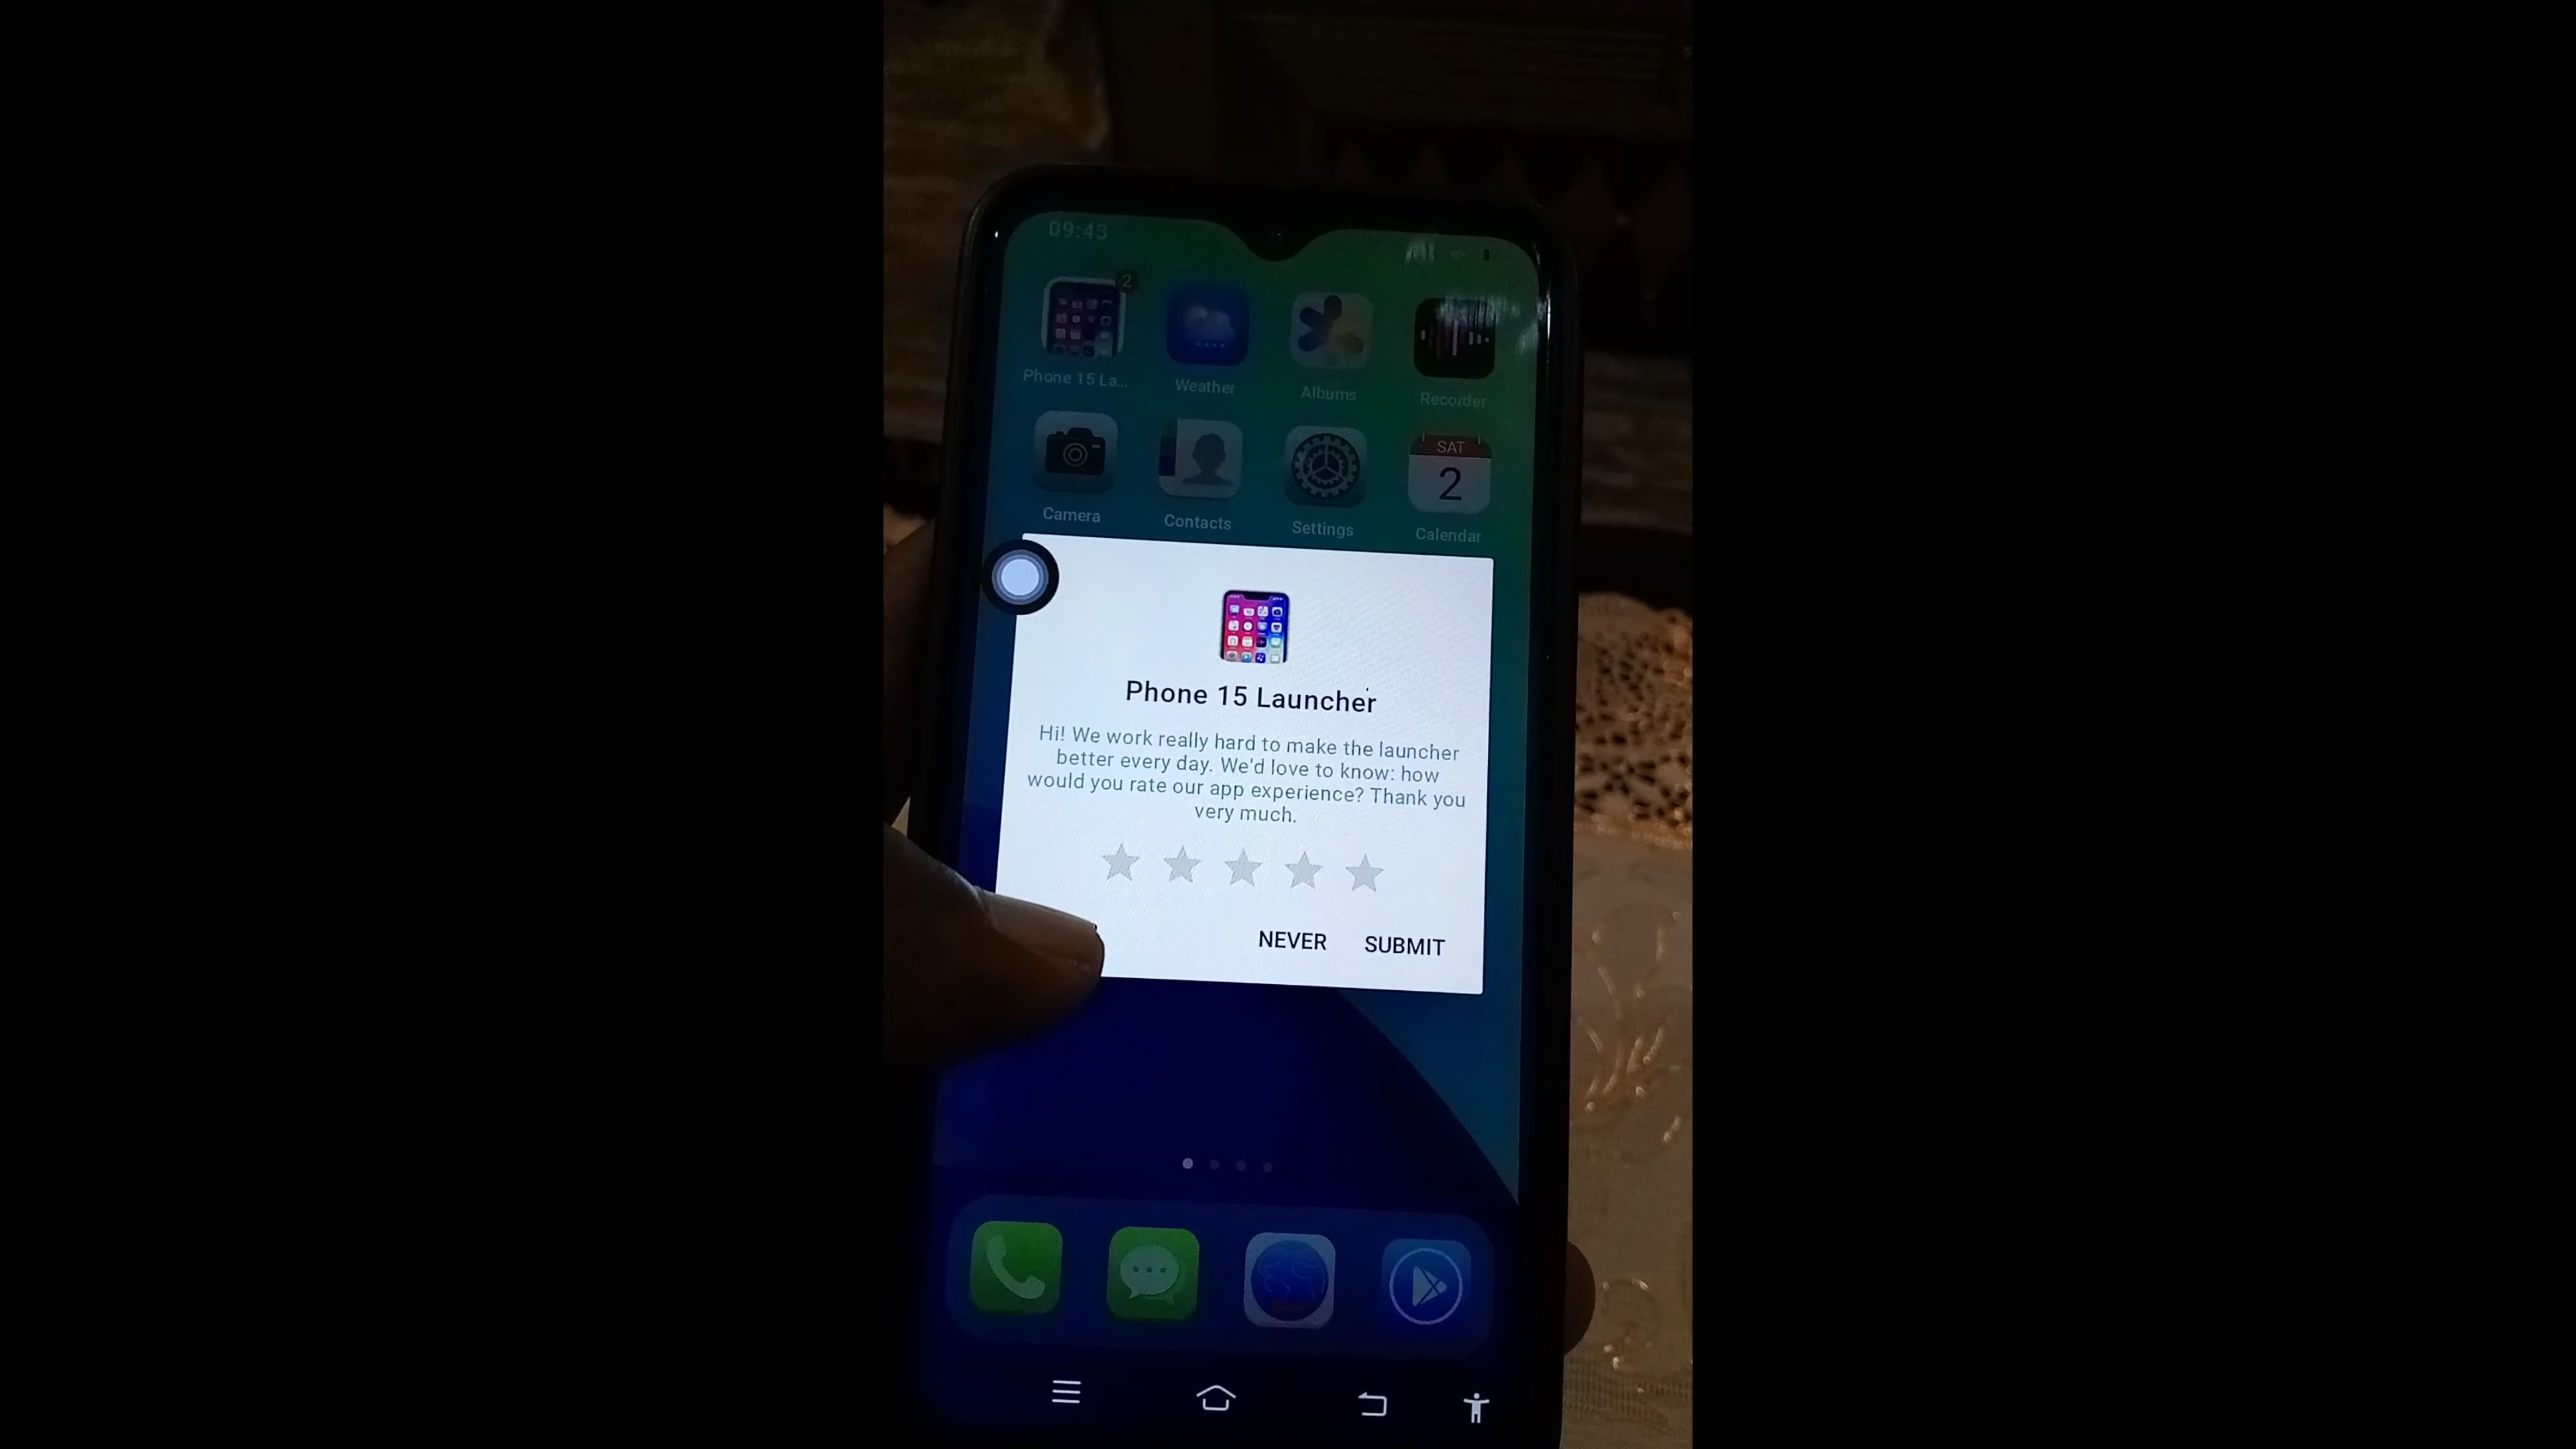 09:43
2
Phone 15 La...
Weather
Albums
Recorder
SAT
2
Camera
Contacts
Settings
Calendar
Phone 15 Launcher
Hi! We work really hard to make the launcher
better every day. We'd love to know: how
would you rate our app experience? Thank you
very much.
NEVER
SUBMIT